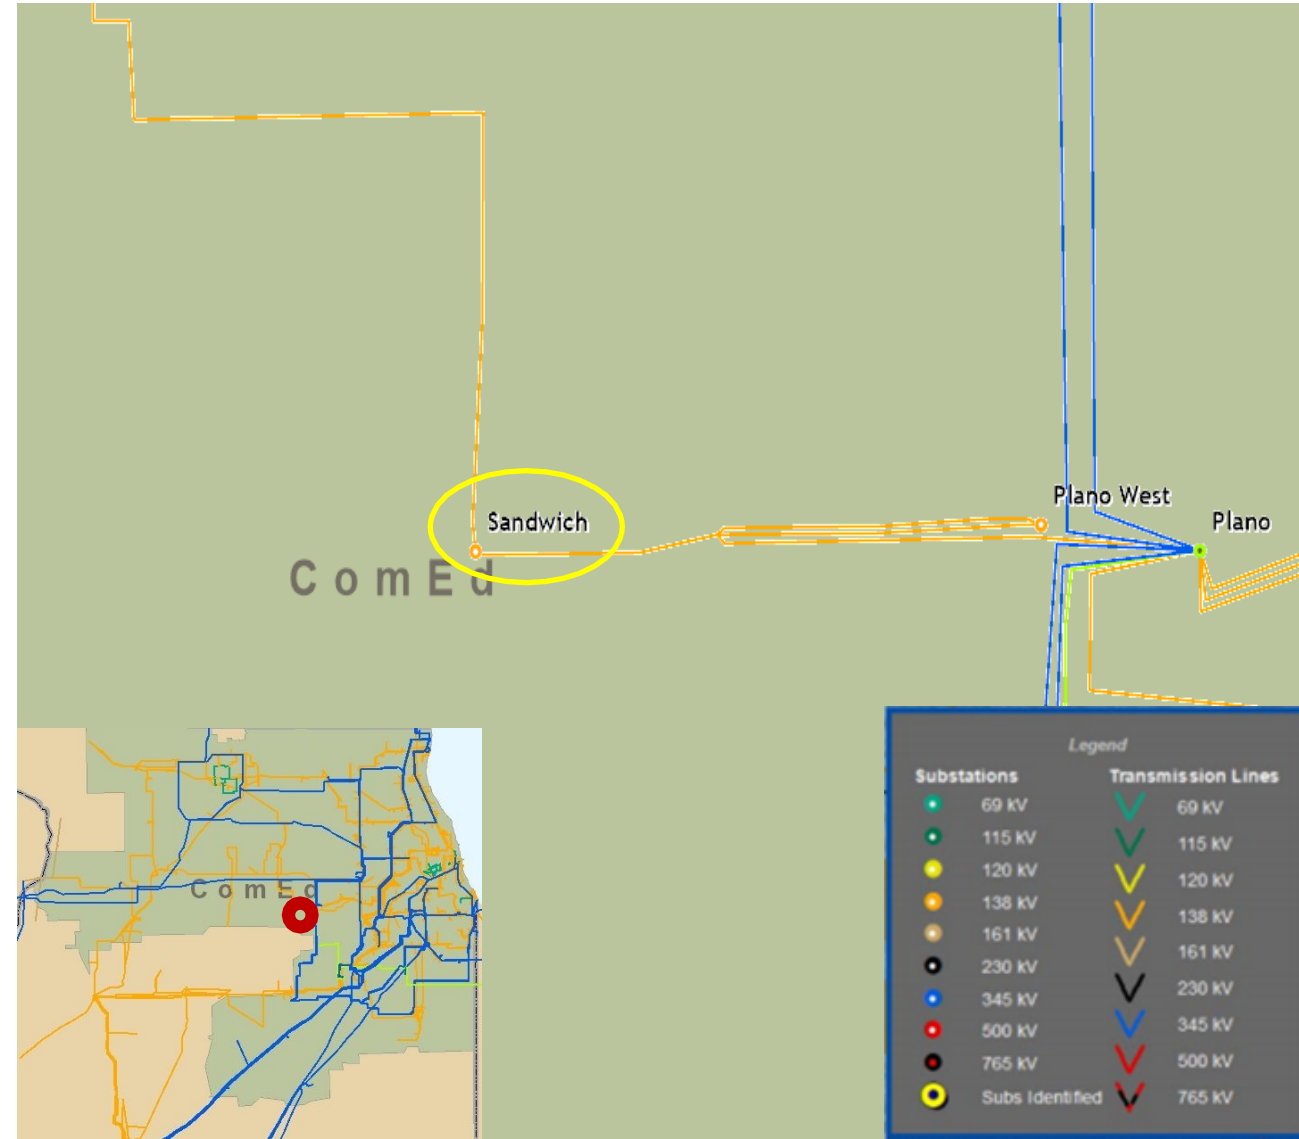 Plano West
Sandwich
Plano
ComEd
ComEd
Legend
Substations
Transmission Lines
69 kV
69 kV
115 kV
115 kV
120 kV
120 kV
138 kV
138 kV
161 kV
161 kV
230 kV
230 kV
345 kV
345 kV
500 kV
500 kV
765 kV
765 kV
Subs Identified